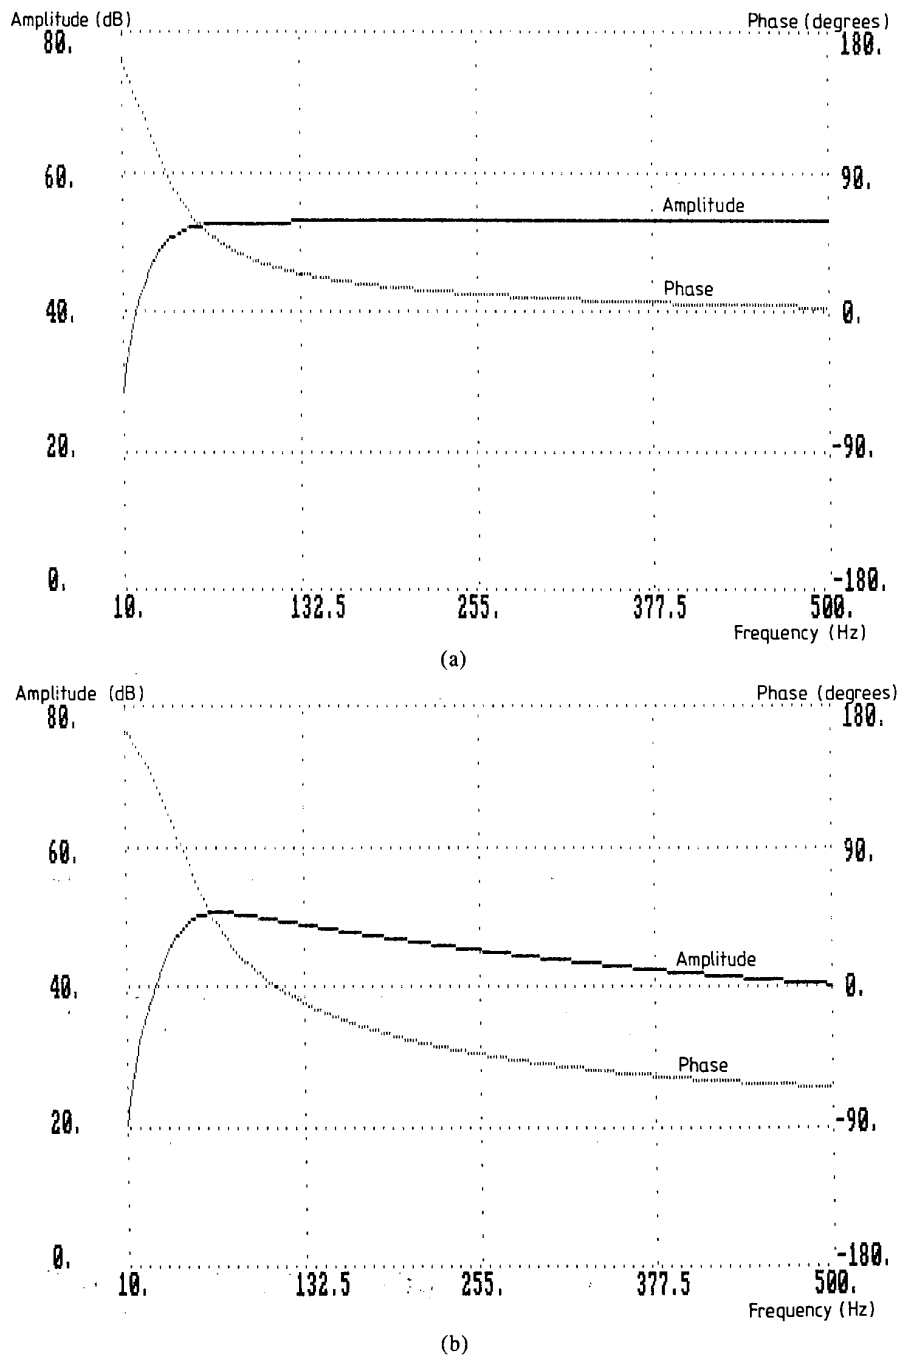 Amplitude (dB) Phase (degrees)
80. 180.
60. 90.
Amplitude
Phase
40. 0.
20. -90.
0. -180.
10. 132.5 255. 377.5 500.
Frequency (Hz)
(a)
Amplitude (dB) Phase (degrees)
80. 180.
60. 90.
Amplitude
40. 0.
Phase
20. -90.
0. -180.
10. 132.5 255. 377.5 500.
Frequency (Hz)
(b)